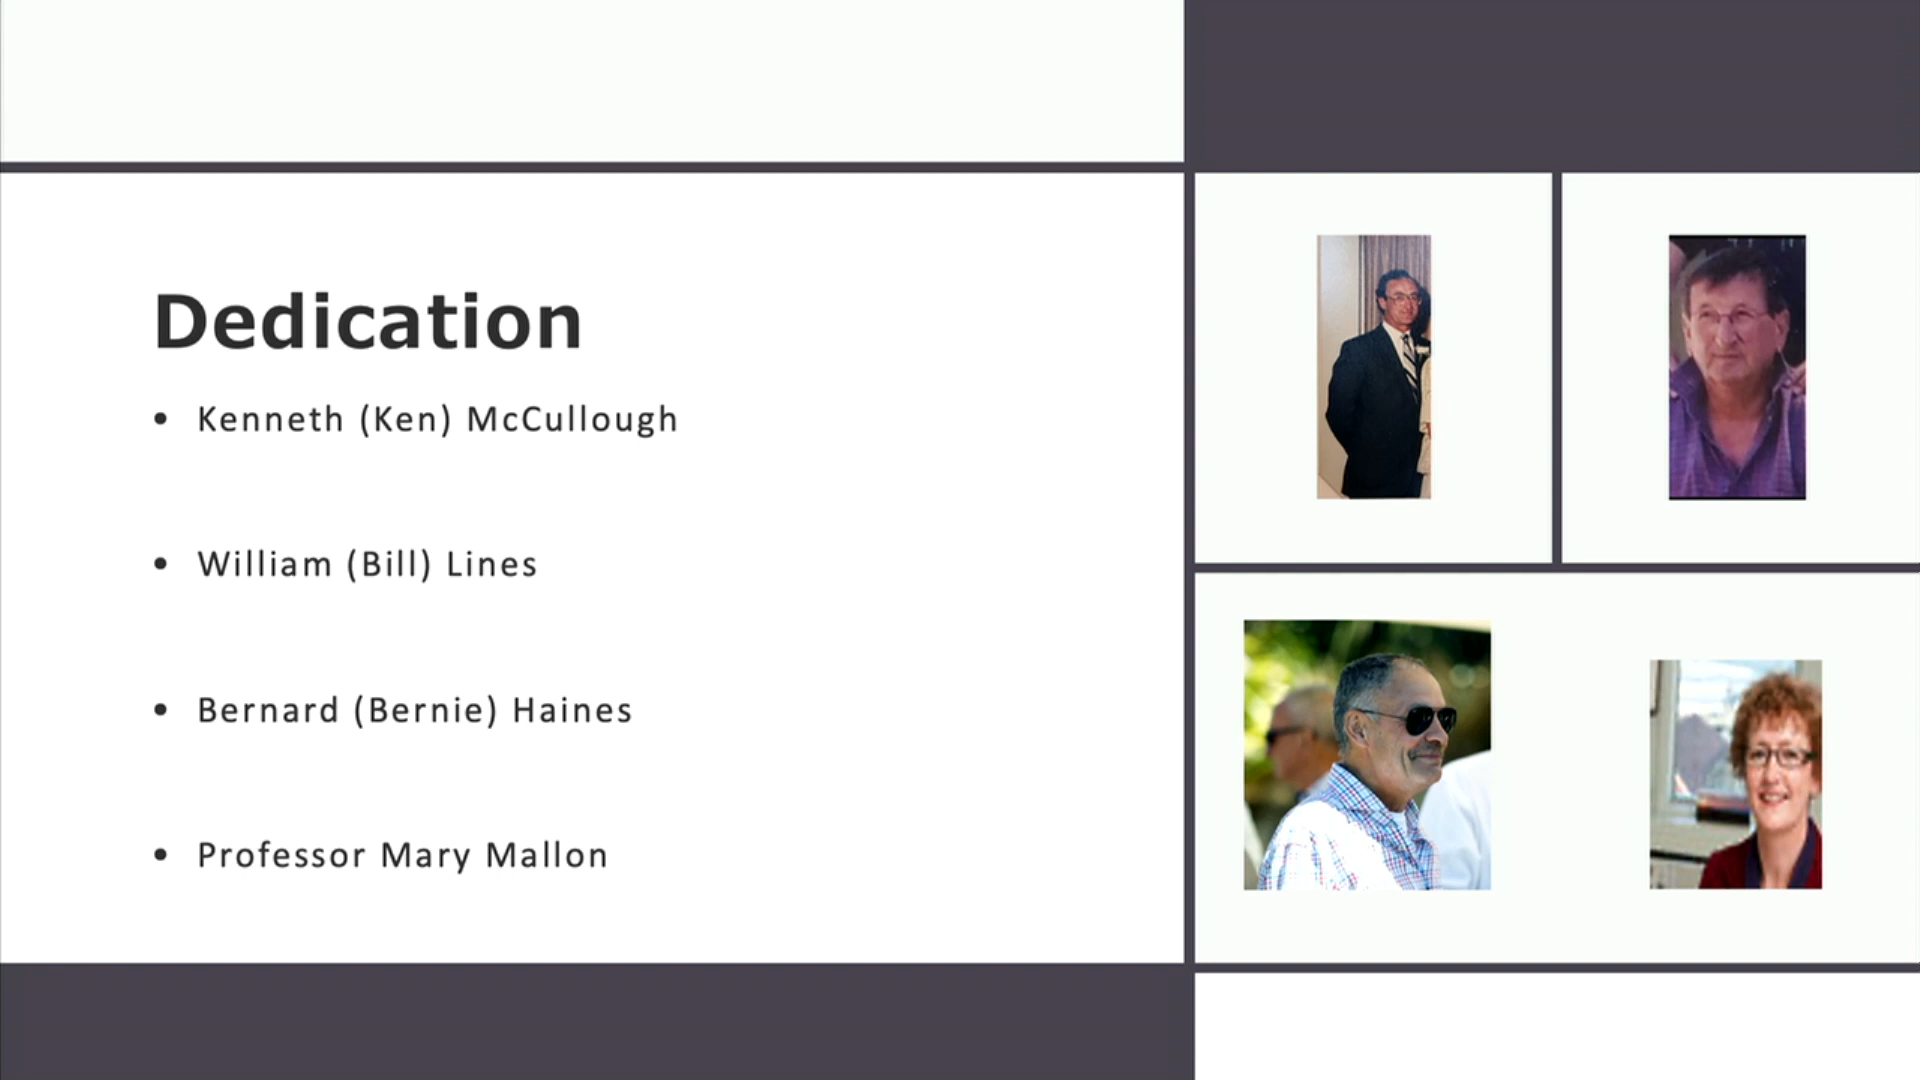 Dedication
• Kenneth (Ken) McCullough
• William (Bill) Lines
• Bernard (Bernie) Haines
• Professor Mary Mallon